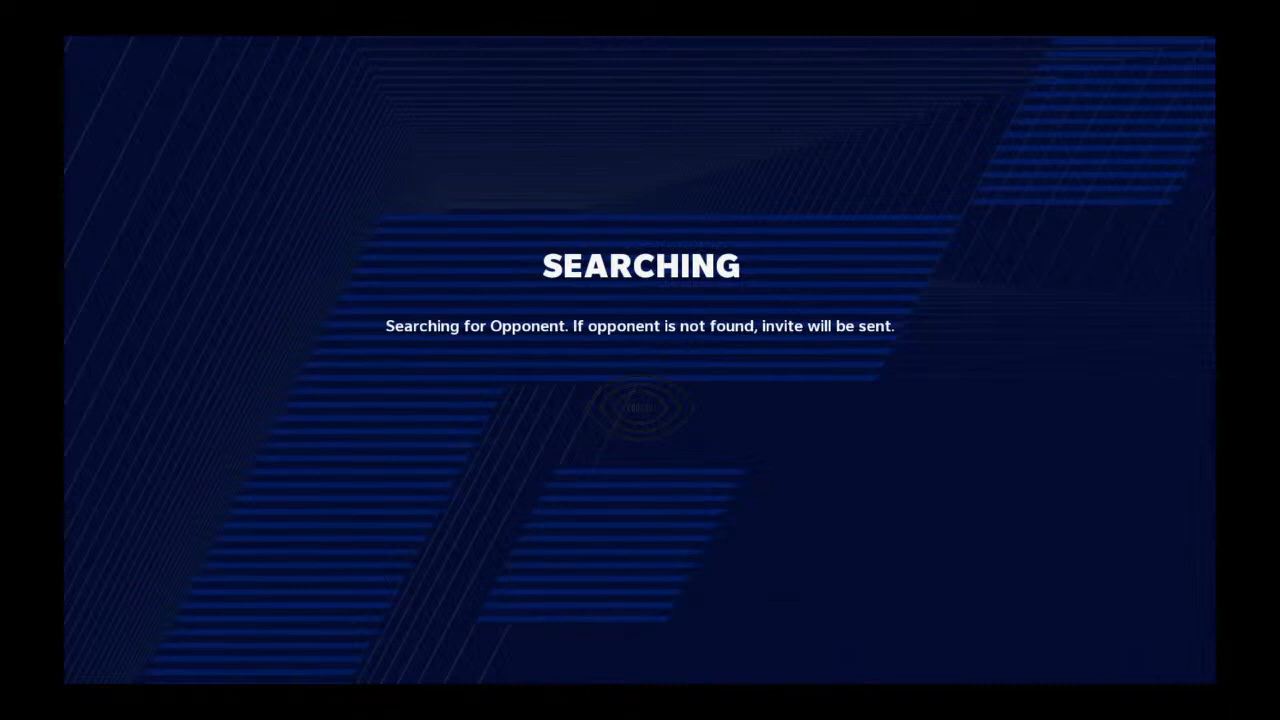 SEARCHING
Searching for Opponent. If opponent is not found, invite will be sent.